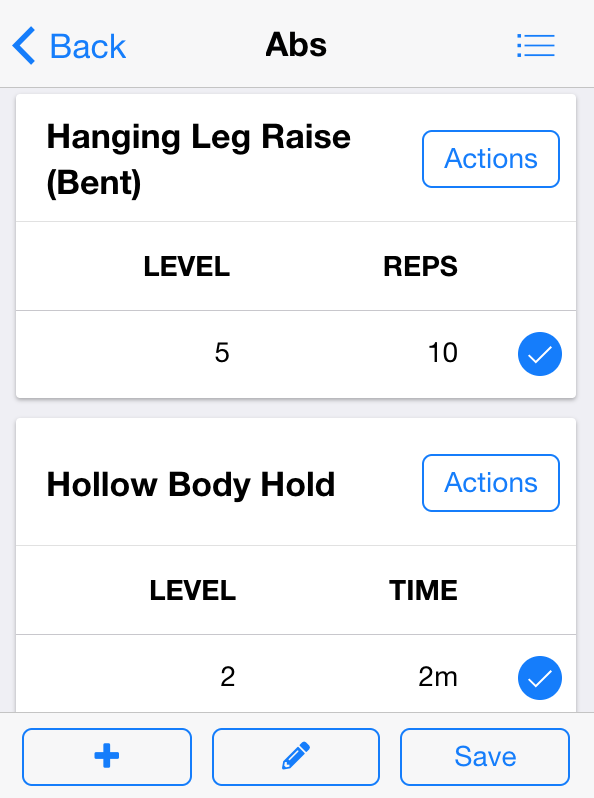 Back
Abs
Hanging Leg Raise
(Bent)
Actions
LEVEL REPS
5 10
Hollow Body Hold
Actions
LEVEL TIME
2 2m
Save